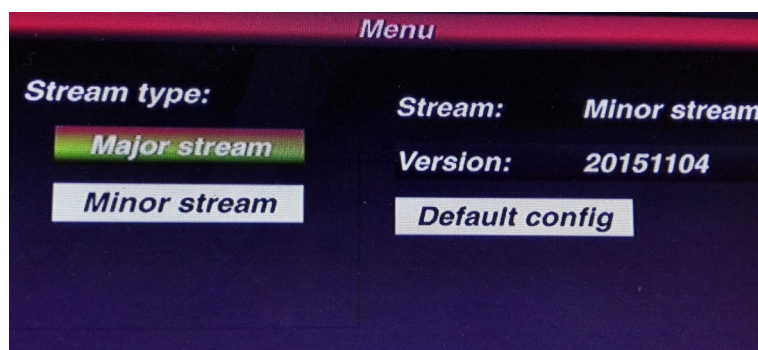 Menu
Stream type:
Major stream
Minor stream
Stream: Minor stream
Version: 20151104
Default config